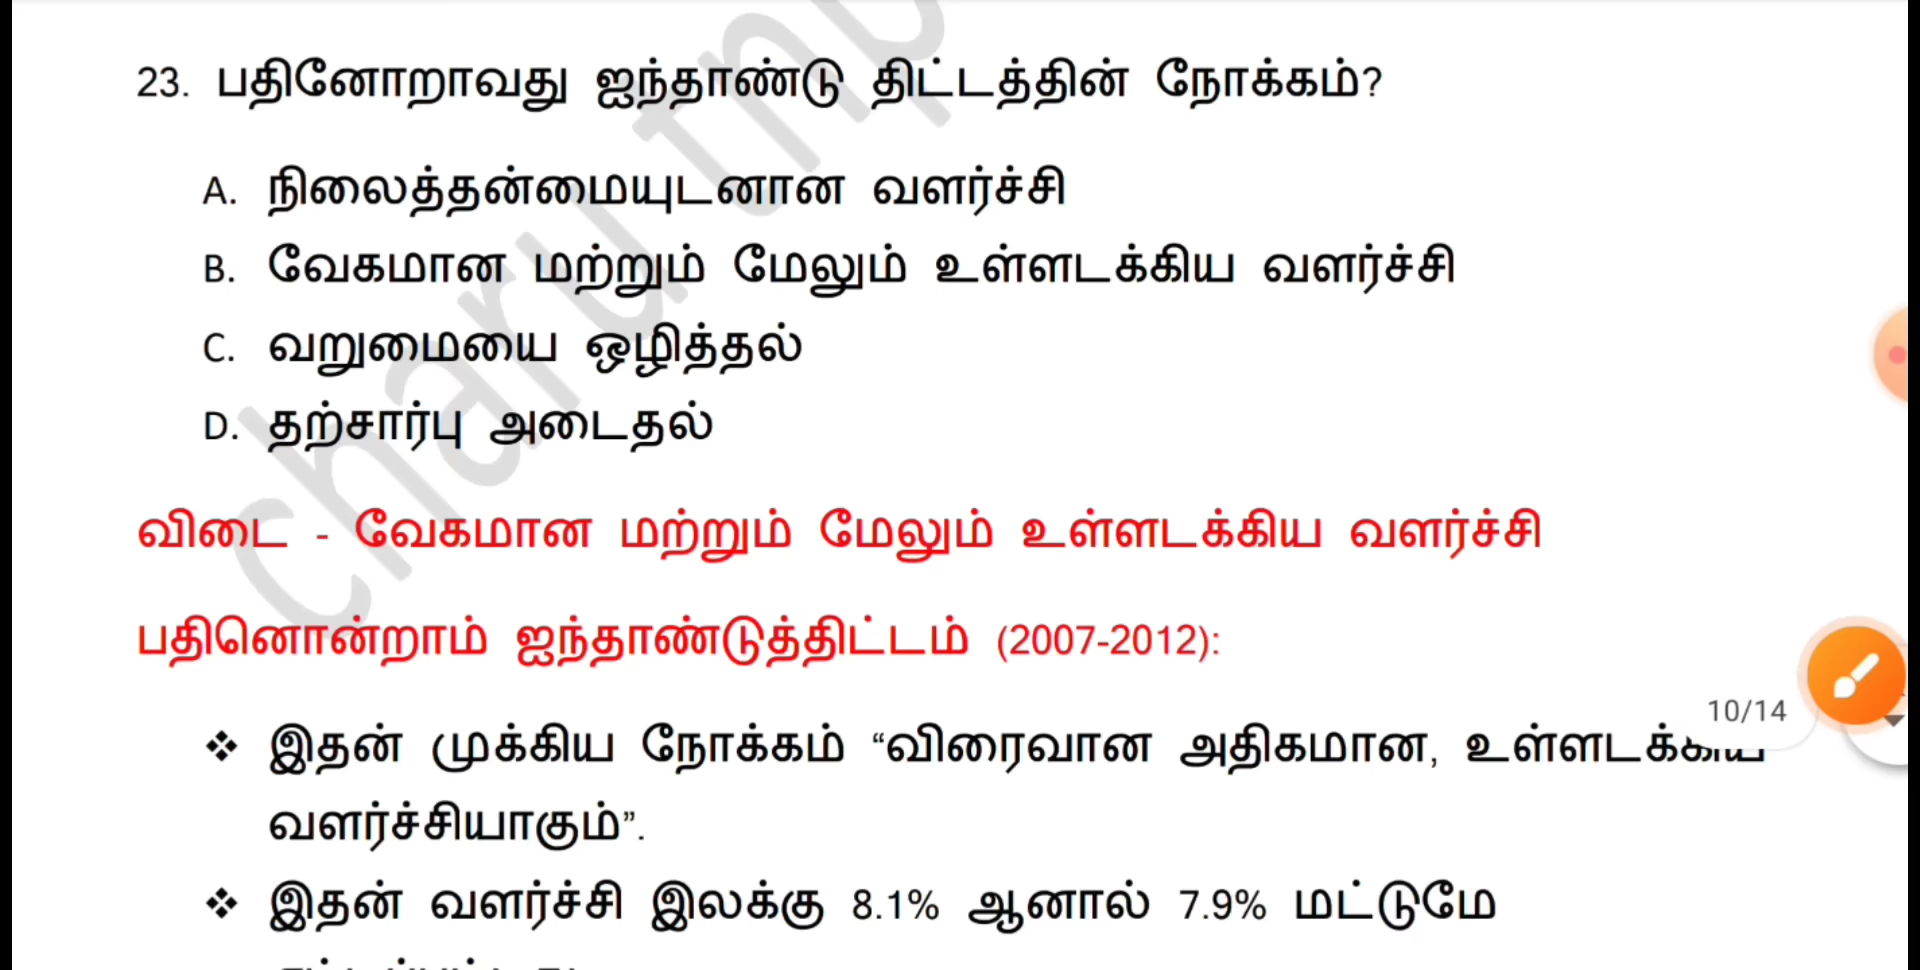 23. பதினோறாவது ஐந்தாண்டு திட்டத்தின் நோக்கம்?
A. நிலைத்தன்மையுடனான வளர்ச்சி
B. வேகமான மற்றும் மேலும் உள்ளடக்கிய வளர்ச்சி
C. வறுமையை ஒழித்தல்
D. தற்சார்பு அடைதல்
விடை - வேகமான மற்றும் மேலும் உள்ளடக்கிய வளர்ச்சி
பதினொன்றாம் ஐந்தாண்டுத்திட்டம் (2007-2012):
10/14
❖ இதன் முக்கிய நோக்கம் “விரைவான அதிகமான, உள்ளடக்கிய
வளர்ச்சியாகும்”.
❖ இதன் வளர்ச்சி இலக்கு 8.1% ஆனால் 7.9% மட்டுமே
charu tnp